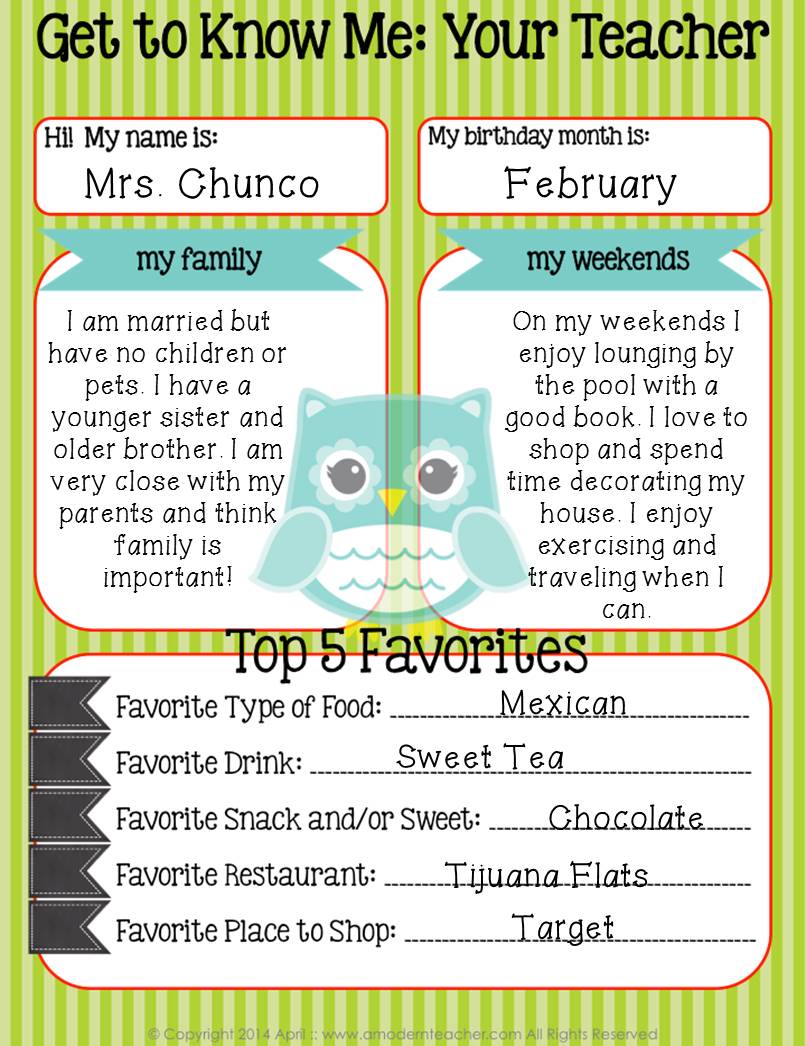 Get to Know Me: Your Teacher
Hi! My name is:
Mrs. Chunco
My birthday month is:
February
my family
I am married but
have no children or
pets. I have a
younger sister and
older brother. I am
very close with my
parents and think
family is
important!
my weekends
On my weekends I
enjoy lounging by
the pool with a
good book. I love to
shop and spend
time decorating my
house. I enjoy
exercising and
traveling when I
can.
Top 5 Favorites
Favorite Type of Food: Mexican
Favorite Drink: Sweet Tea
Favorite Snack and/or Sweet: Chocolate
Favorite Restaurant: Tijuana Flats
Favorite Place to Shop: Target
© Copyright 2014 April :: www.amodernteacher.com All Rights Reserved